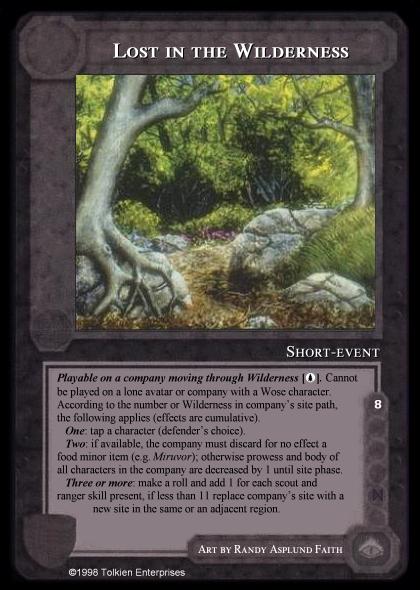 Lost in the Wilderness
Short-event
Playable on a company moving through Wilderness []. Cannot
be played on a lone avatar or company with a Wose character.
According to the number or Wilderness in company's site path,
the following applies (effects are cumulative).
One: tap a character (defender's choice).
Two: if available, the company must discard for no effect a
food minor item (e.g. Miruvor); otherwise prowess and body of
all characters in the company are decreased by 1 until site phase.
Three or more: make a roll and add 1 for each scout and
ranger skill present, if less than 11 replace company's site with a
new site in the same or an adjacent region.
8
Art by Randy Asplund Faith
©1998 Tolkien Enterprises